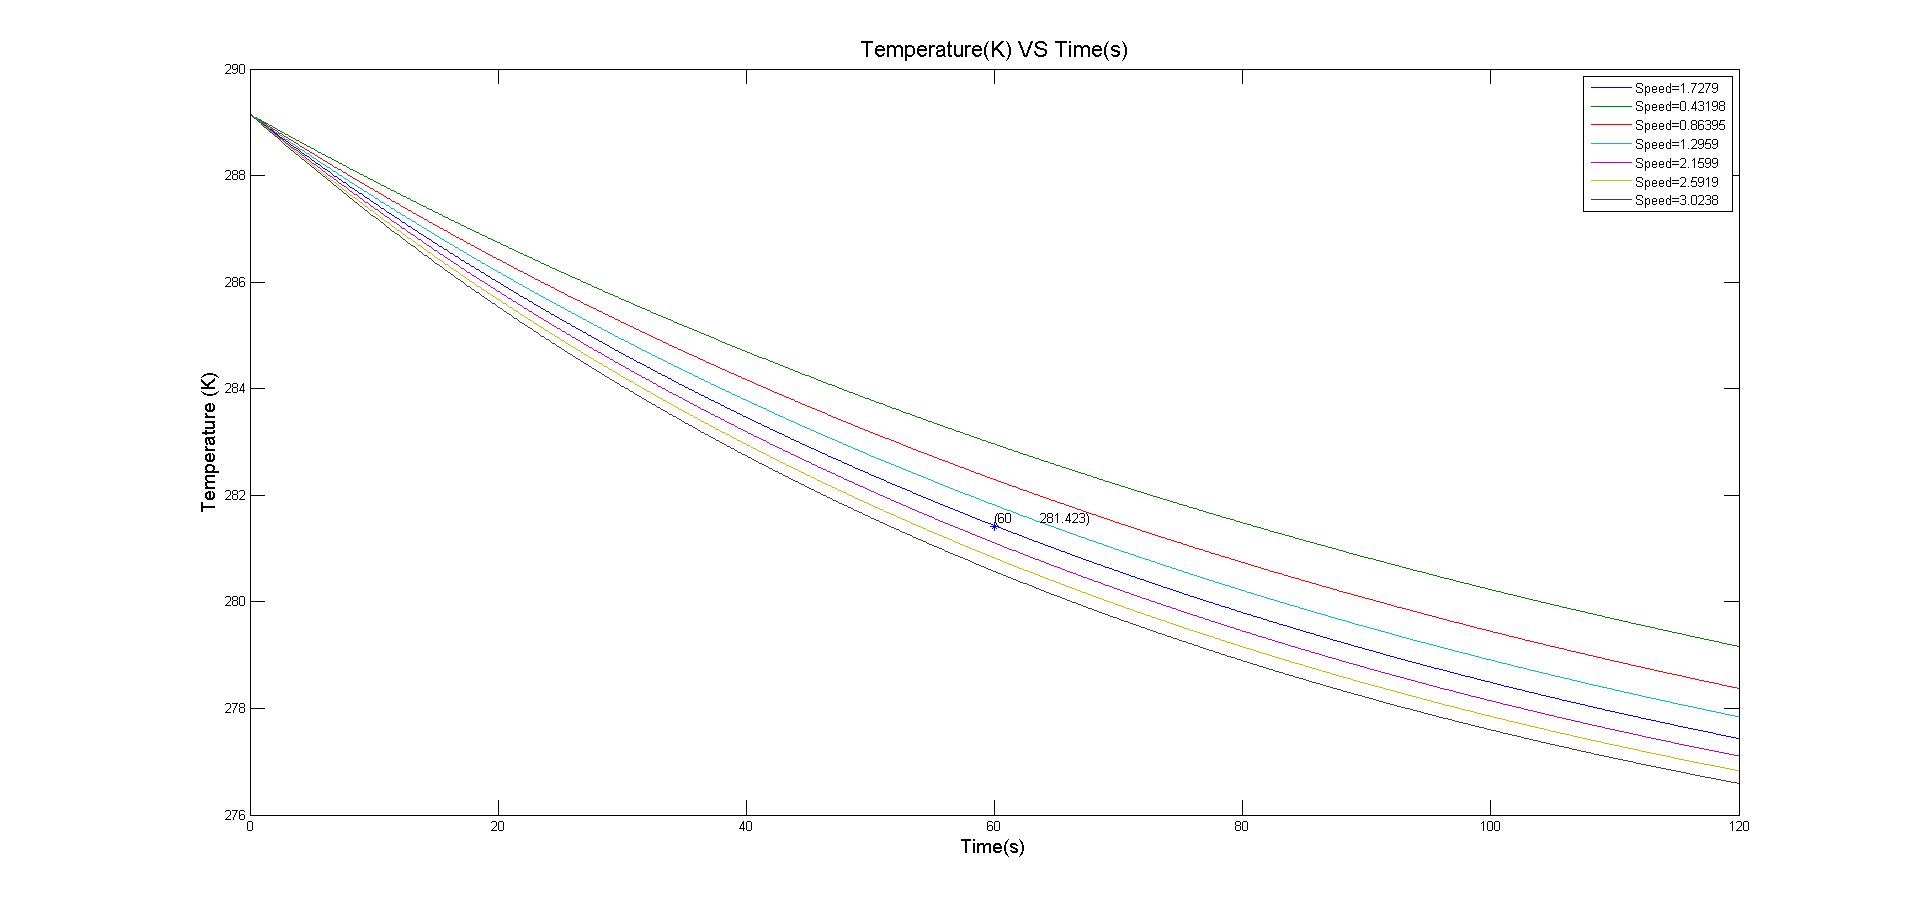 Temperature(K) VS Time(s)
290
288
286
284
282
280
278
276
Temperature (K)
Speed=1.7279
Speed=0.43198
Speed=0.86395
Speed=1.2959
Speed=2.1599
Speed=2.5919
Speed=3.0238
(60 281.423)
0 20 40 60 80 100 120
Time(s)